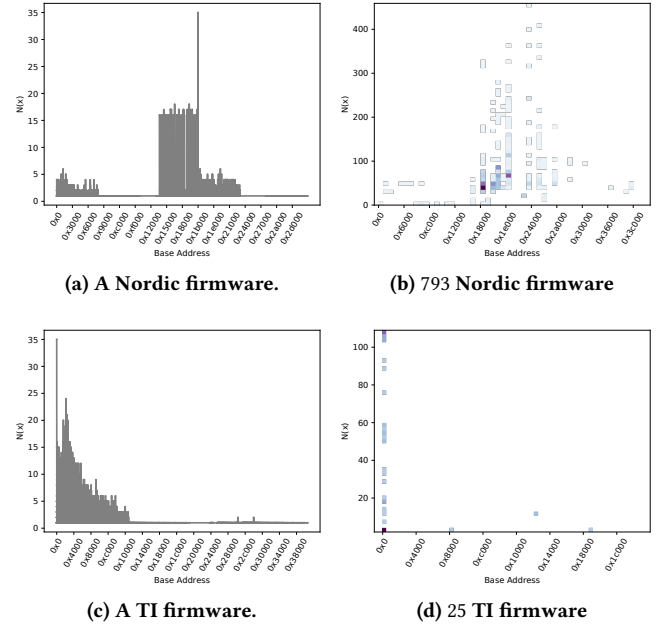 35
30
25
20
15
10
5
0
N(x)
0x0 0x3000 0x6000 0x9000 0xc000 0xf000 0x12000 0x15000 0x18000 0x1b000 0x1e000 0x21000 0x24000 0x27000 0x2a000 0x2d000
Base Address
(a) A Nordic firmware.
400
300
200
100
0
N(x)
0x0 0x6000 0xc000 0x12000 0x18000 0x1e000 0x24000 0x2a000 0x30000 0x36000 0x3c000
Base Address
(b) 793 Nordic firmware
35
30
25
20
15
10
5
0
N(x)
0x0 0x4000 0x8000 0xc000 0x10000 0x14000 0x18000 0x1c000 0x20000 0x24000 0x28000 0x2c000 0x30000 0x34000 0x38000
Base Address
(c) A TI firmware.
100
80
60
40
20
N(x)
0x0 0x4000 0x8000 0xc000 0x10000 0x14000 0x18000 0x1c000
Base Address
(d) 25 TI firmware